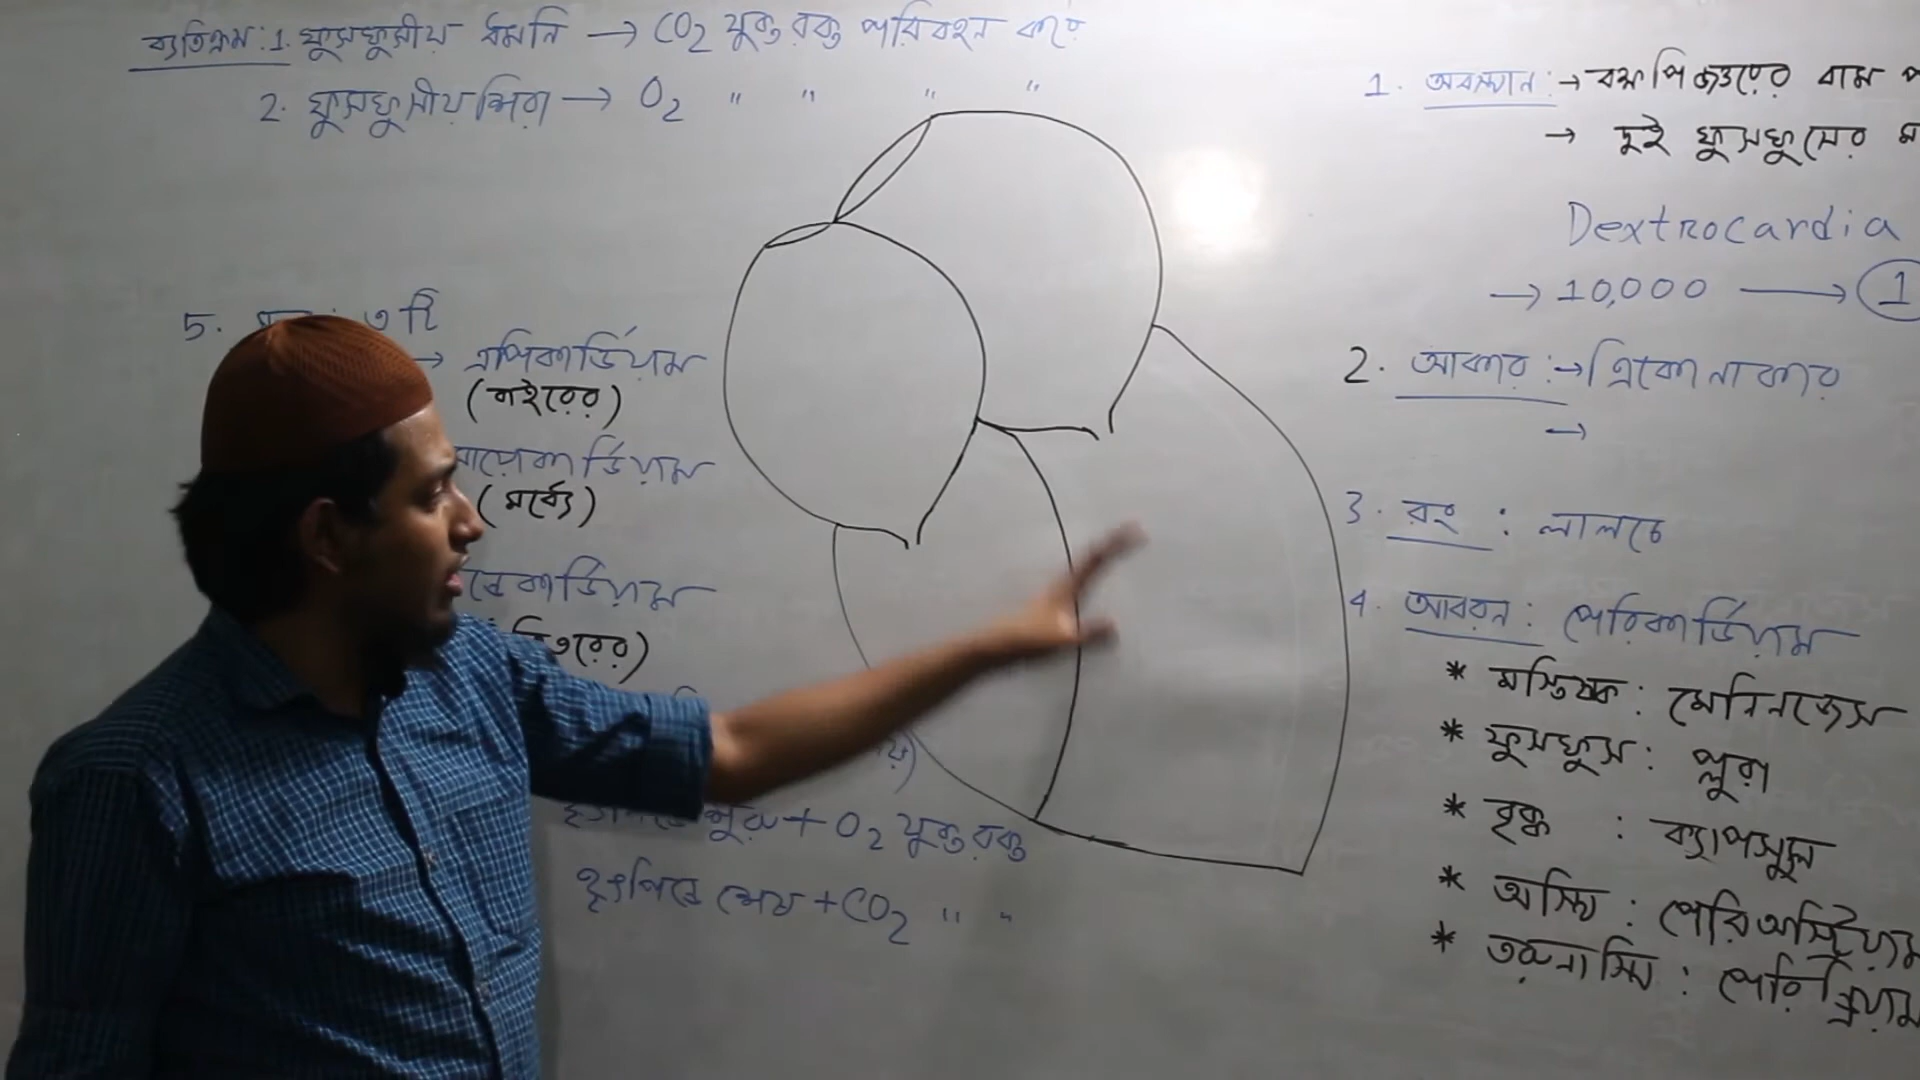 ব্যতিক্রম: 1. ফুসফুসীয় ধমনি → CO2 যুক্ত রক্ত পরিবহন করে
2. ফুসফুসীয় শিরা → O2 " " " "
5. : ৩ টি
→ এপিকার্ডিয়াম
(বাইরের)
মায়োকার্ডিয়াম
(মধ্যে)
ডোকার্ডিয়াম
ভিতরের)
+ O2 যুক্ত রক্ত
হৃৎপিন্ডে শেষ + CO2 " "
1. অবস্থান: → বক্ষপিঞ্জরের বাম
→ দুই ফুসফুসের
Dextrocardia
→ 10,000 → 1
2. আকার: → ত্রিকোনাকার
→
3. রং : লালচে
4. আবরন: পেরিকার্ডিয়াম
* মস্তিষ্ক: মেনিনজেস
* ফুসফুস: প্লুরা
* বৃক্ক : ক্যাপসুল
* অস্থি : পেরিঅস্ট্রিয়াম
* তরুনাস্থি :